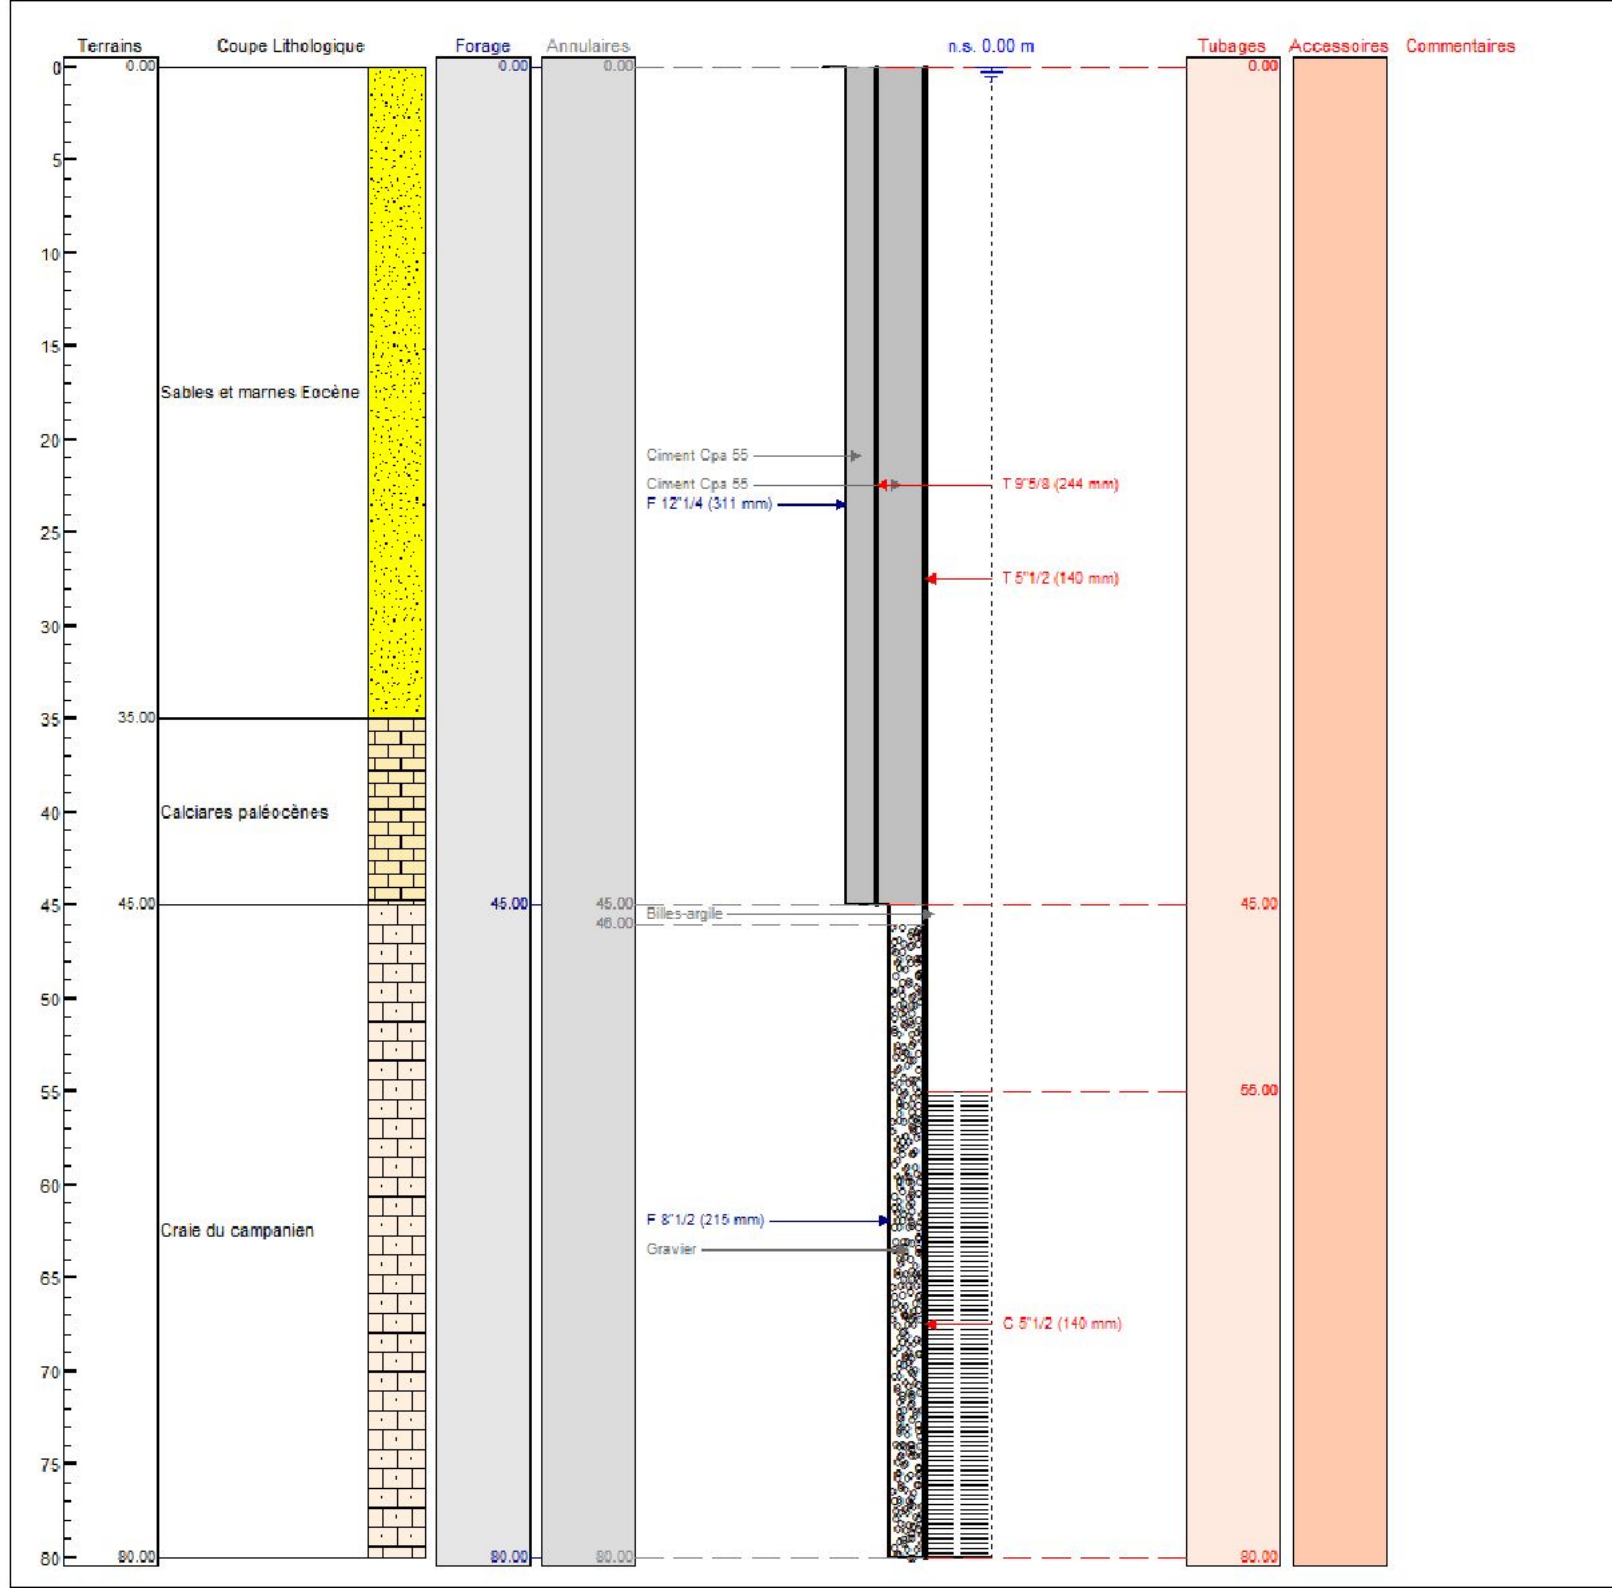 Terrains Coupe Lithologique Forage Annulaires n.s. 0.00 m Tubages Accessoires Commentaires
0 0.00 0.00 0.00 0.00
5
10
15
Sables et marnes Eocène
20
Ciment Cpa 55
Ciment Cpa 55 T 9"5/8 (244 mm)
F 12"1/4 (311 mm)
25
T 5"1/2 (140 mm)
30
35 35.00
40 Calciares paléocènes
45 45.00 45.00 45.00 45.00
Billes-argile
46.00
50
55 55.00
60
F 8"1/2 (215 mm)
Craie du campanien
Gravier
65
C 5"1/2 (140 mm)
70
75
80 80.00 80.00 80.00 80.00